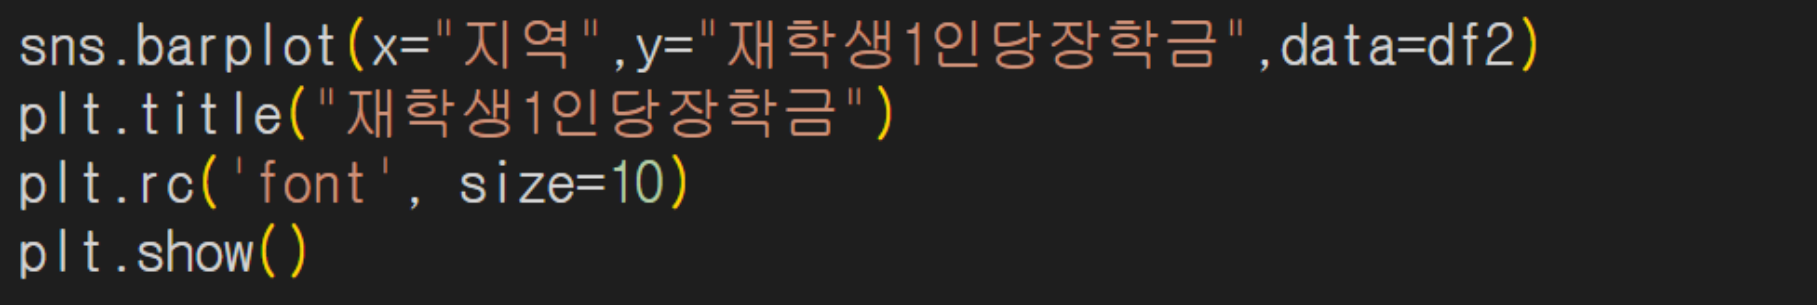 sns.barplot(x="지역",y="재학생1인당장학금",data=df2)
plt.title("재학생1인당장학금")
plt.rc('font', size=10)
plt.show()